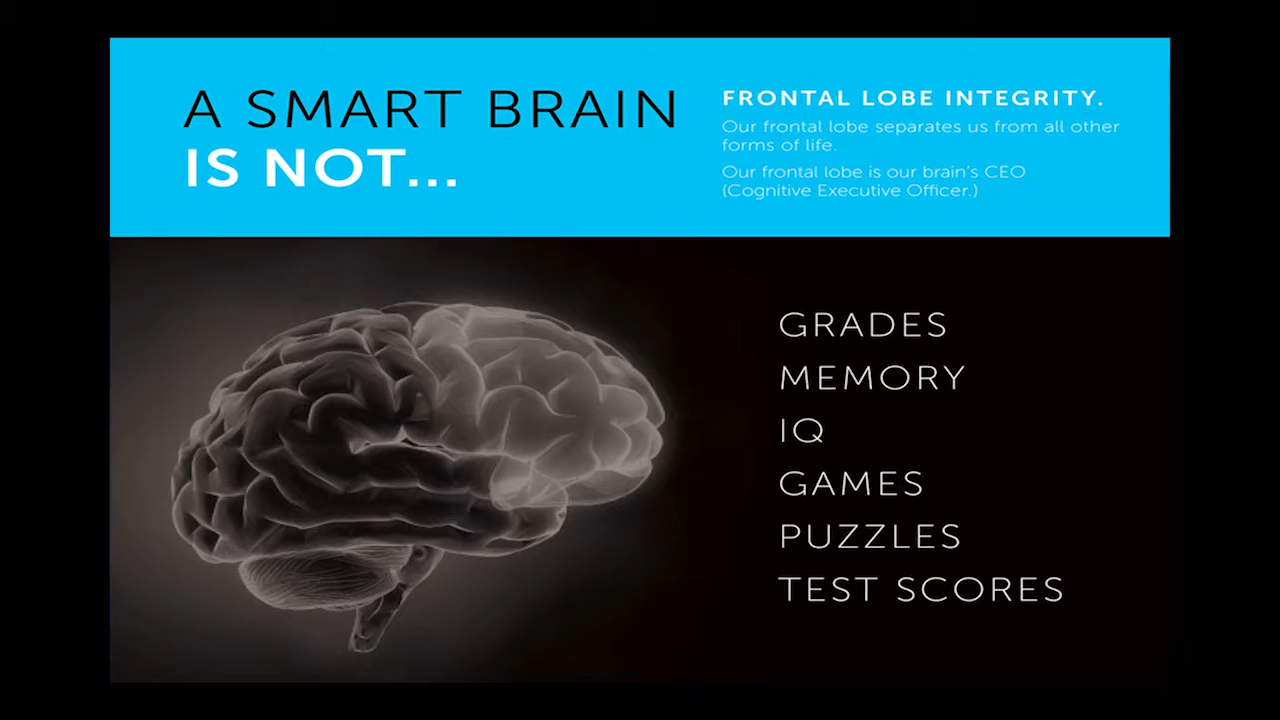 A SMART BRAIN
IS NOT...
FRONTAL LOBE INTEGRITY.
Our frontal lobe separates us from all other
forms of life.
Our frontal lobe is our brain's CEO
(Cognitive Executive Officer.)
GRADES
MEMORY
IQ
GAMES
PUZZLES
TEST SCORES